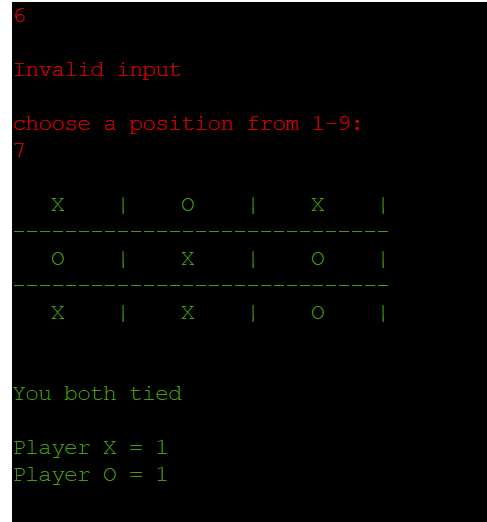 6
Invalid input
choose a position from 1-9:
7
X | O | X |
-----------------------------
O | X | O |
-----------------------------
X | X | O |
You both tied
Player X = 1
Player O = 1